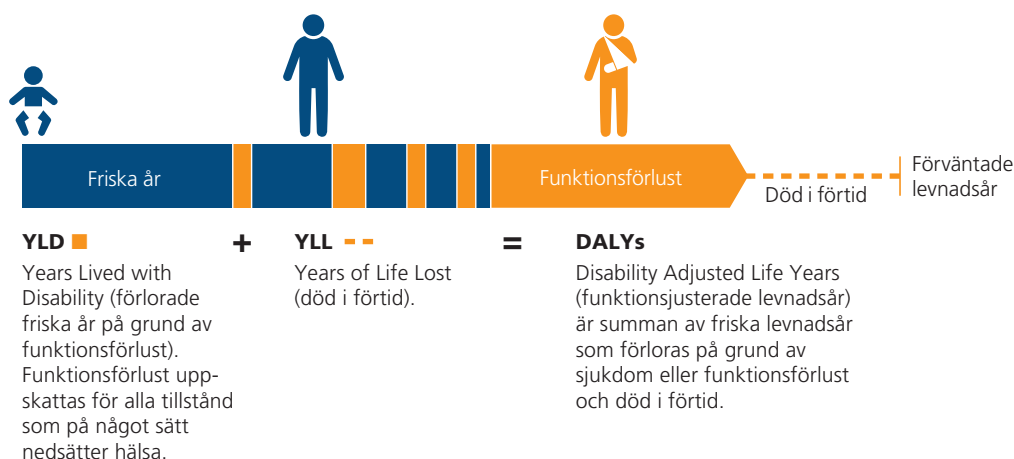 Friska år
Funktionsförlust
Död i förtid
Förväntade
levnadsår
YLD
Years Lived with
Disability (förlorade
friska år på grund av
funktionsförlust).
Funktionsförlust upp-
skattas för alla tillstånd
som på något sätt
nedsätter hälsa.
+
YLL
Years of Life Lost
(död i förtid).
=
DALYs
Disability Adjusted Life Years
(funktionsjusterade levnadsår)
är summan av friska levnadsår
som förloras på grund av
sjukdom eller funktionsförlust
och död i förtid.